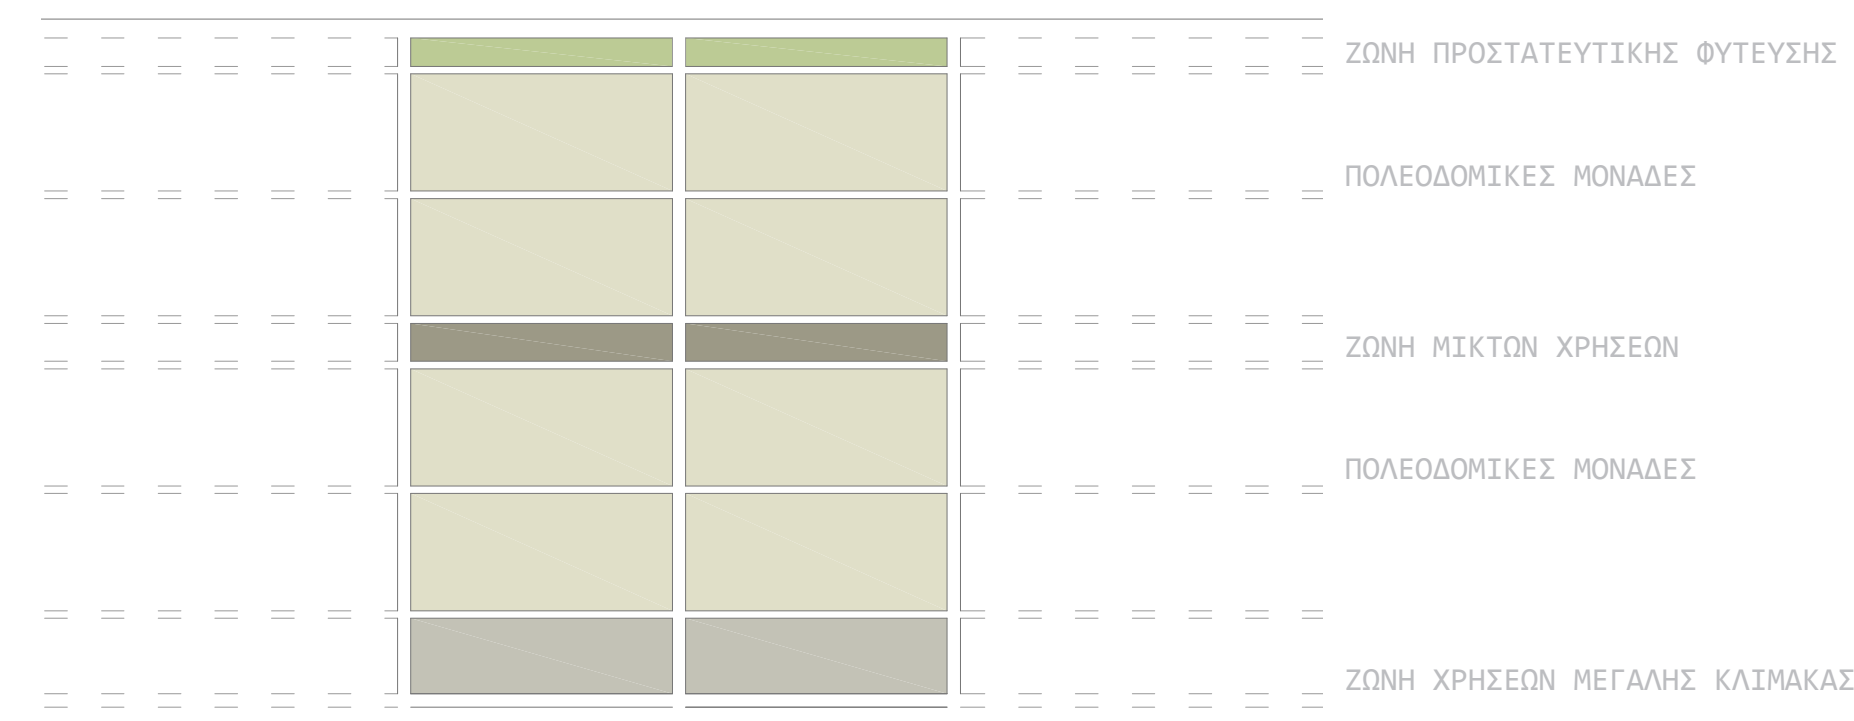 ΖΩΝΗ ΠΡΟΣΤΑΤΕΥΤΙΚΗΣ ΦΥΤΕΥΣΗΣ
ΠΟΛΕΟΔΟΜΙΚΕΣ ΜΟΝΑΔΕΣ
ΖΩΝΗ ΜΙΚΤΩΝ ΧΡΗΣΕΩΝ
ΠΟΛΕΟΔΟΜΙΚΕΣ ΜΟΝΑΔΕΣ
ΖΩΝΗ ΧΡΗΣΕΩΝ ΜΕΓΑΛΗΣ ΚΛΙΜΑΚΑΣ